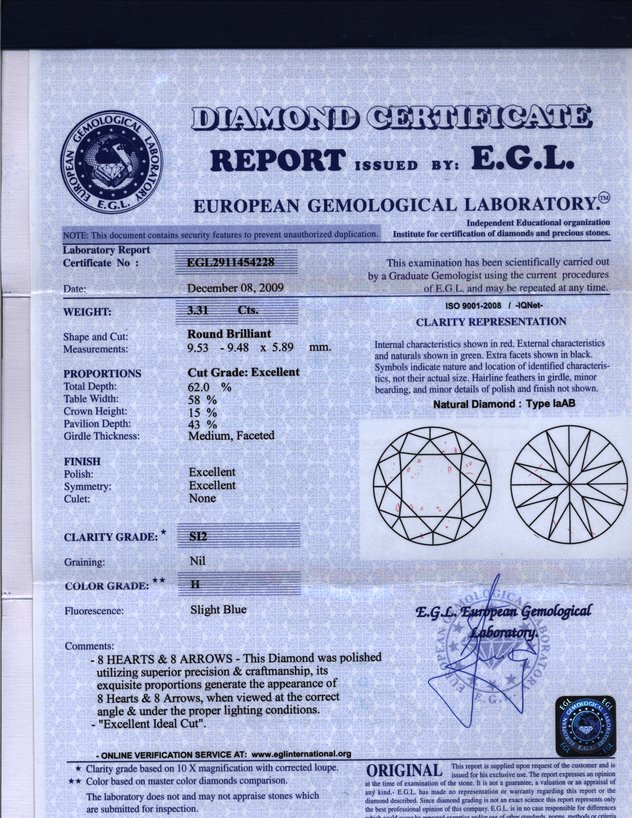 DIAMOND CERTIFICATE
REPORT ISSUED BY: E.G.L.
EUROPEAN GEMOLOGICAL LABORATORY.™
EUROPEAN GEMOLOGICAL LABORATORY
E.G.L.
Independent Educational organization
Institute for certification of diamonds and precious stones.
NOTE: This document contains security features to prevent unauthorized duplication.
Laboratory Report
Certificate No : EGL2911454228
Date: December 08, 2009
WEIGHT: 3.31 Cts.
Shape and Cut: Round Brilliant
Measurements: 9.53 - 9.48 x 5.89 mm.
PROPORTIONS Cut Grade: Excellent
Total Depth: 62.0 %
Table Width: 58 %
Crown Height: 15 %
Pavilion Depth: 43 %
Girdle Thickness: Medium, Faceted
FINISH
Polish: Excellent
Symmetry: Excellent
Culet: None
CLARITY GRADE: ★ SI2
Graining: Nil
COLOR GRADE: ★★ H
Fluorescence: Slight Blue
Comments:
- 8 HEARTS & 8 ARROWS - This Diamond was polished
utilizing superior precision & craftmanship, its
exquisite proportions generate the appearance of
8 Hearts & 8 Arrows, when viewed at the correct
angle & under the proper lighting conditions.
- "Excellent Ideal Cut".
- ONLINE VERIFICATION SERVICE AT: www.eglinternational.org
★ Clarity grade based on 10 X magnification with corrected loupe.
★★ Color based on master color diamonds comparison.
The laboratory does not and may not appraise stones which
are submitted for inspection.
This examination has been scientifically carried out
by a Graduate Gemologist using the current procedures
of E.G.L. and may be repeated at any time.
ISO 9001-2008 / -IQNet-
CLARITY REPRESENTATION
Internal characteristics shown in red. External characteristics
and naturals shown in green. Extra facets shown in black.
Symbols indicate nature and location of identified characteris-
tics, not their actual size. Hairline feathers in girdle, minor
bearding, and minor details of polish and finish not shown.
Natural Diamond : Type IaAB
E.G.L. European Gemological
Laboratory.
EGL EGL
E.G.L.
EGL EGL
ORIGINAL This report is supplied upon request of the customer and is
issued for his exclusive use. The report expresses an opinion
at the time of examination of the stone. It is not a guarantee, a valuation or an appraisal of
any kind.- E.G.L. has made no representation or warranty regarding this report or the
diamond described. Since diamond grading is not an exact science this report represents only
the best professional opinion of this company. E.G.L. is in no case responsible for differences